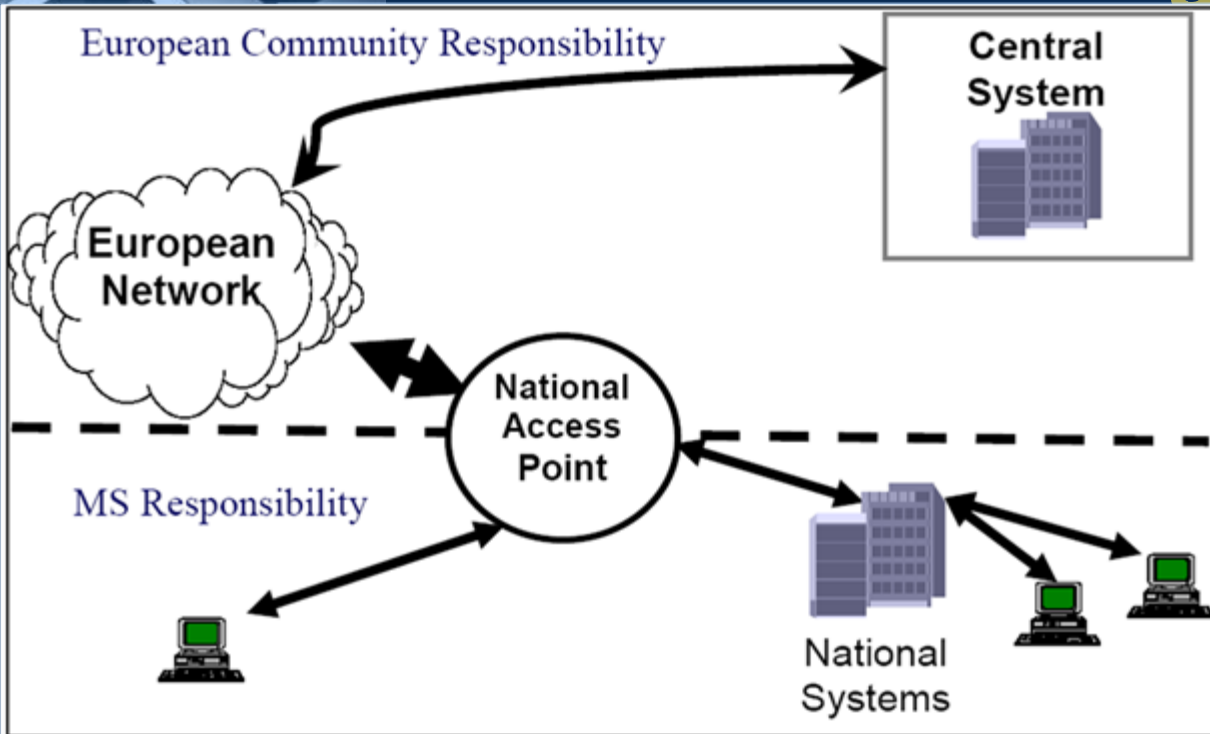 European Community Responsibility
Central
System
European
Network
National
Access
Point
MS Responsibility
National
Systems